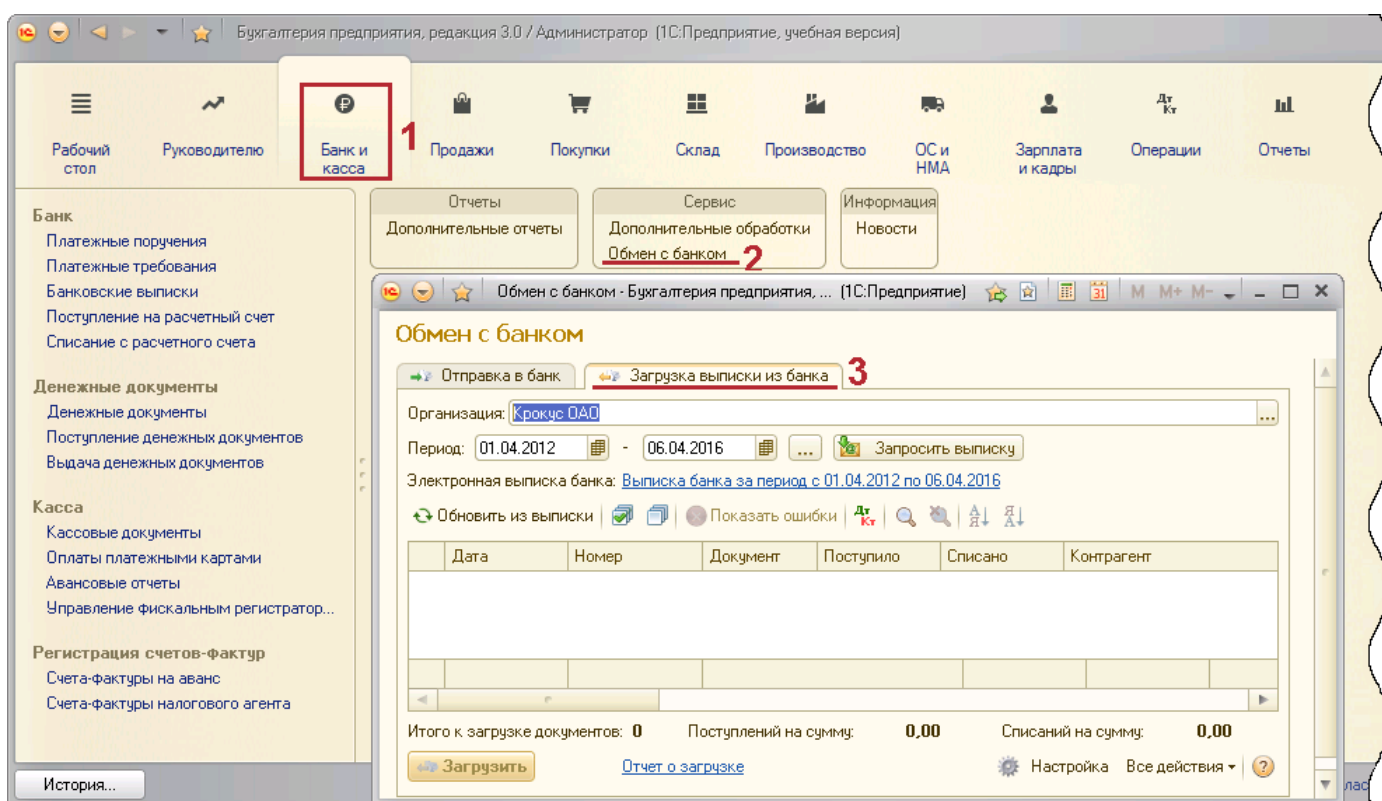 Бухгалтерия предприятия, редакция 3.0 / Администратор (1С:Предприятие, учебная версия)
Рабочий стол
Руководителю
Банк и касса
1
Продажи
Покупки
Склад
Производство
ОС и НМА
Дт Кт
Зарплата и кадры
Операции
Отчеты
Банк
Платежные поручения
Платежные требования
Банковские выписки
Поступление на расчетный счет
Списание с расчетного счета
Денежные документы
Денежные документы
Поступление денежных документов
Выдача денежных документов
Касса
Кассовые документы
Оплаты платежными картами
Авансовые отчеты
Управление фискальным регистратор...
Регистрация счетов-фактур
Счета-фактуры на аванс
Счета-фактуры налогового агента
История...
Отчеты
Дополнительные отчеты
Сервис
Дополнительные обработки
Обмен с банком 2
Информация
Новости
Обмен с банком - Бухгалтерия предприятия, ... (1С:Предприятие) 31 M M+ M-
Обмен с банком
Отправка в банк Загрузка выписки из банка 3
Организация: Крокус ОАО ...
Период: 01.04.2012 - 06.04.2016 ... Запросить выписку
Электронная выписка банка: Выписка банка за период с 01.04.2012 по 06.04.2016
Обновить из выписки Показать ошибки Дт Кт А Я Я А
Дата Номер Документ Поступило Списано Контрагент
Итого к загрузке документов: 0 Поступлений на сумму: 0,00 Списаний на сумму: 0,00
Загрузить Отчет о загрузке Настройка Все действия ?